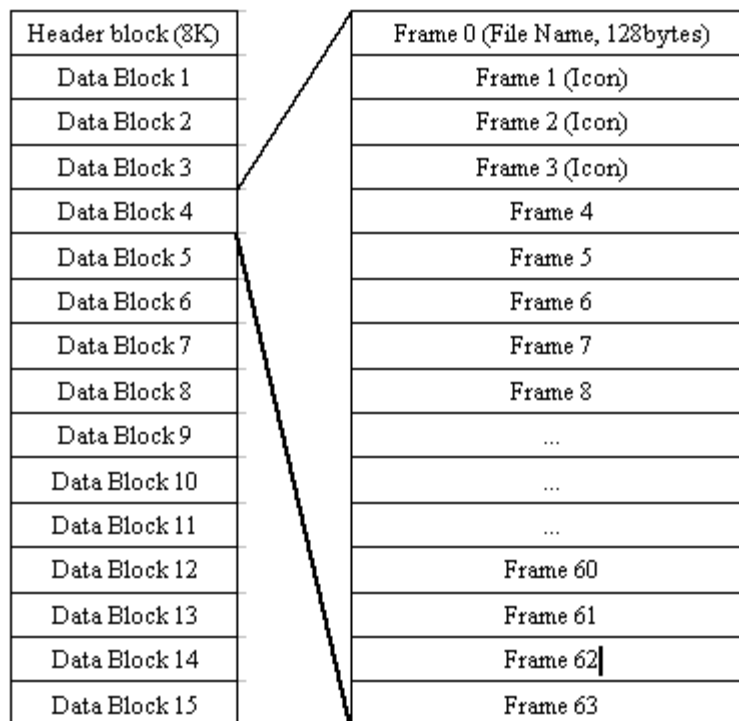 Header block (8K)
Data Block 1
Data Block 2
Data Block 3
Data Block 4
Data Block 5
Data Block 6
Data Block 7
Data Block 8
Data Block 9
Data Block 10
Data Block 11
Data Block 12
Data Block 13
Data Block 14
Data Block 15
Frame 0 (File Name, 128bytes)
Frame 1 (Icon)
Frame 2 (Icon)
Frame 3 (Icon)
Frame 4
Frame 5
Frame 6
Frame 7
Frame 8
...
...
...
Frame 60
Frame 61
Frame 62
Frame 63